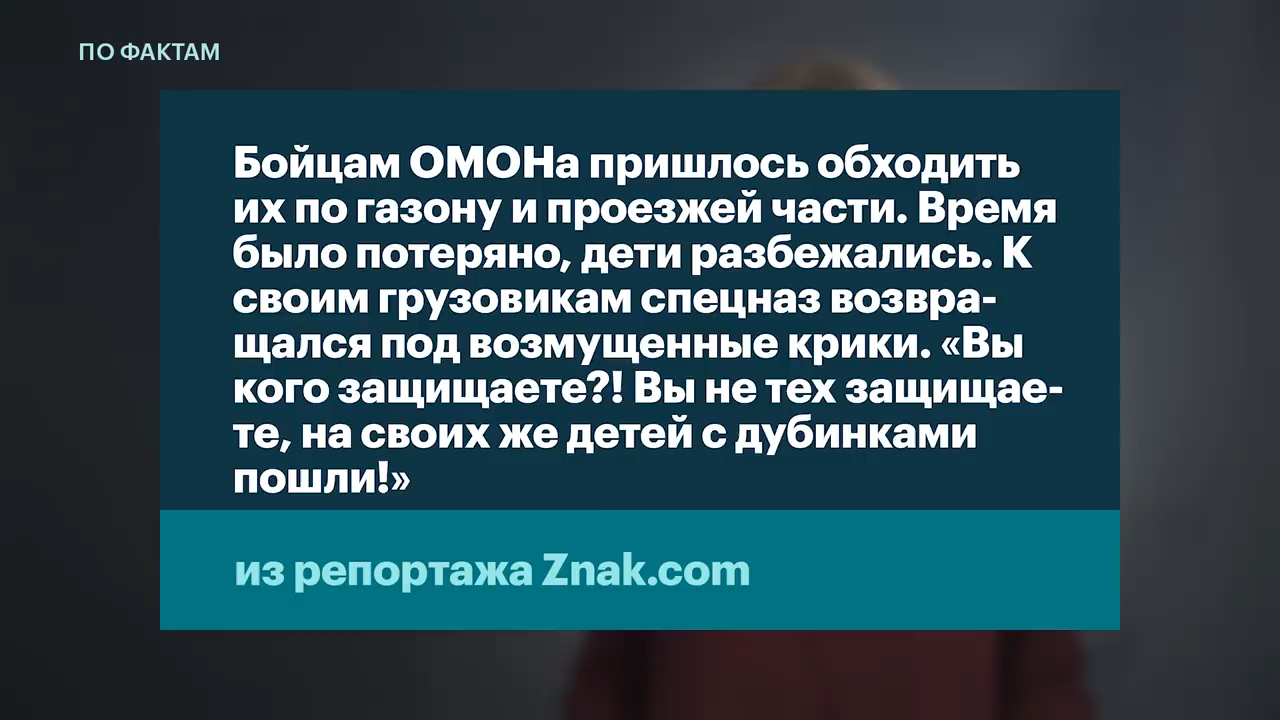 ПО ФАКТАМ
Бойцам ОМОНа пришлось обходить
их по газону и проезжей части. Время
было потеряно, дети разбежались. К
своим грузовикам спецназ возвра-
щался под возмущенные крики. «Вы
кого защищаете?! Вы не тех защищае-
те, на своих же детей с дубинками
пошли!»
из репортажа Znak.com